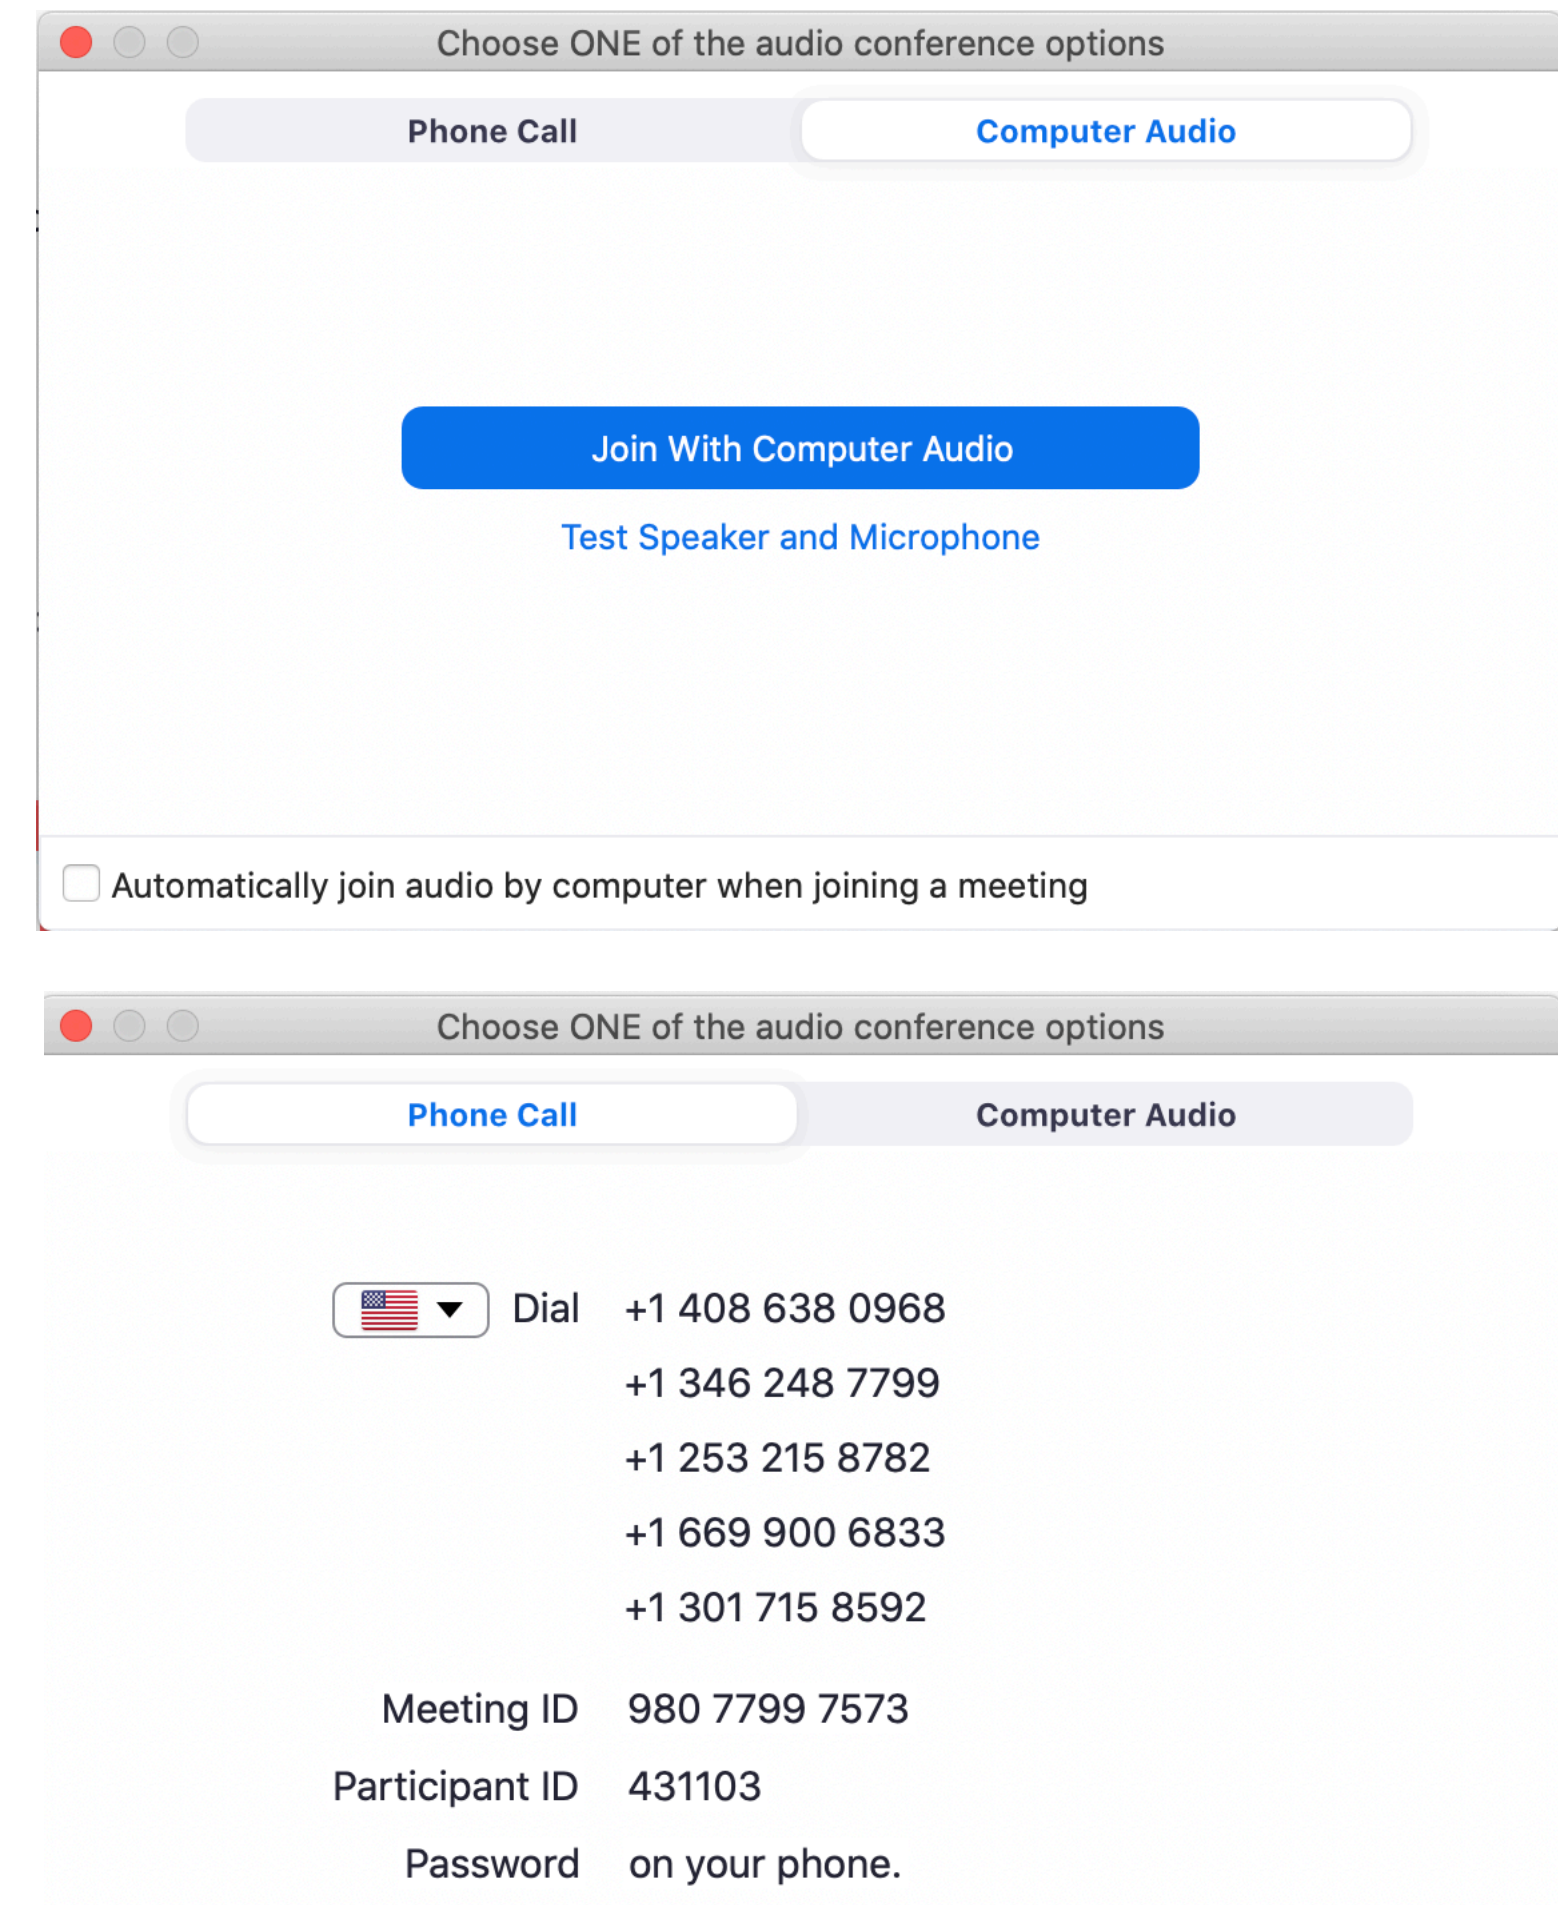 Choose ONE of the audio conference options
Phone Call Computer Audio
Join With Computer Audio
Test Speaker and Microphone
Automatically join audio by computer when joining a meeting
Choose ONE of the audio conference options
Phone Call Computer Audio
Dial +1 408 638 0968
+1 346 248 7799
+1 253 215 8782
+1 669 900 6833
+1 301 715 8592
Meeting ID 980 7799 7573
Participant ID 431103
Password on your phone.